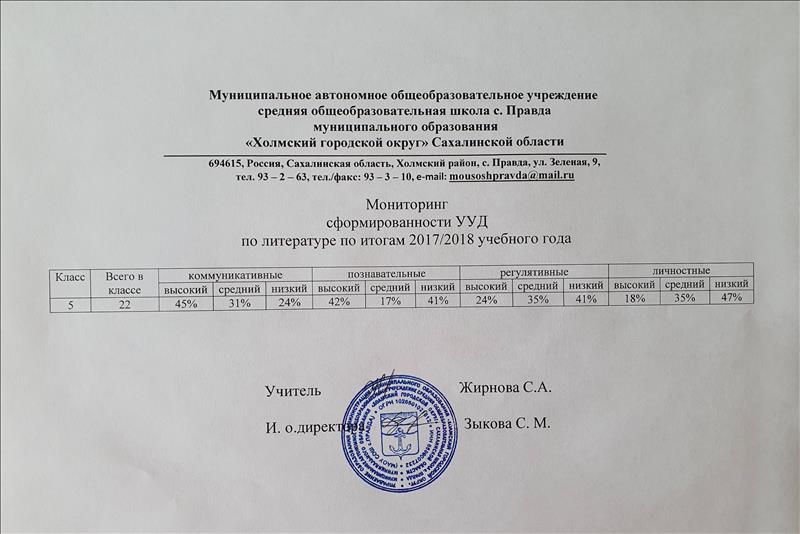 Муниципальное автономное общеобразовательное учреждение
средняя общеобразовательная школа с. Правда
муниципального образования
«Холмский городской округ» Сахалинской области
694615, Россия, Сахалинская область, Холмский район, с. Правда, ул. Зеленая, 9,
тел. 93 – 2 – 63, тел./факс: 93 – 3 – 10, e-mail: mousoshpravda@mail.ru
Мониторинг
сформированности УУД
по литературе по итогам 2017/2018 учебного года
Класс Всего в классе коммуникативные познавательные регулятивные личностные
высокий средний низкий высокий средний низкий высокий средний низкий высокий средний низкий
5 22 45% 31% 24% 42% 17% 41% 24% 35% 41% 18% 35% 47%
Учитель Жирнова С.А.
И. о.директора Зыкова С. М.